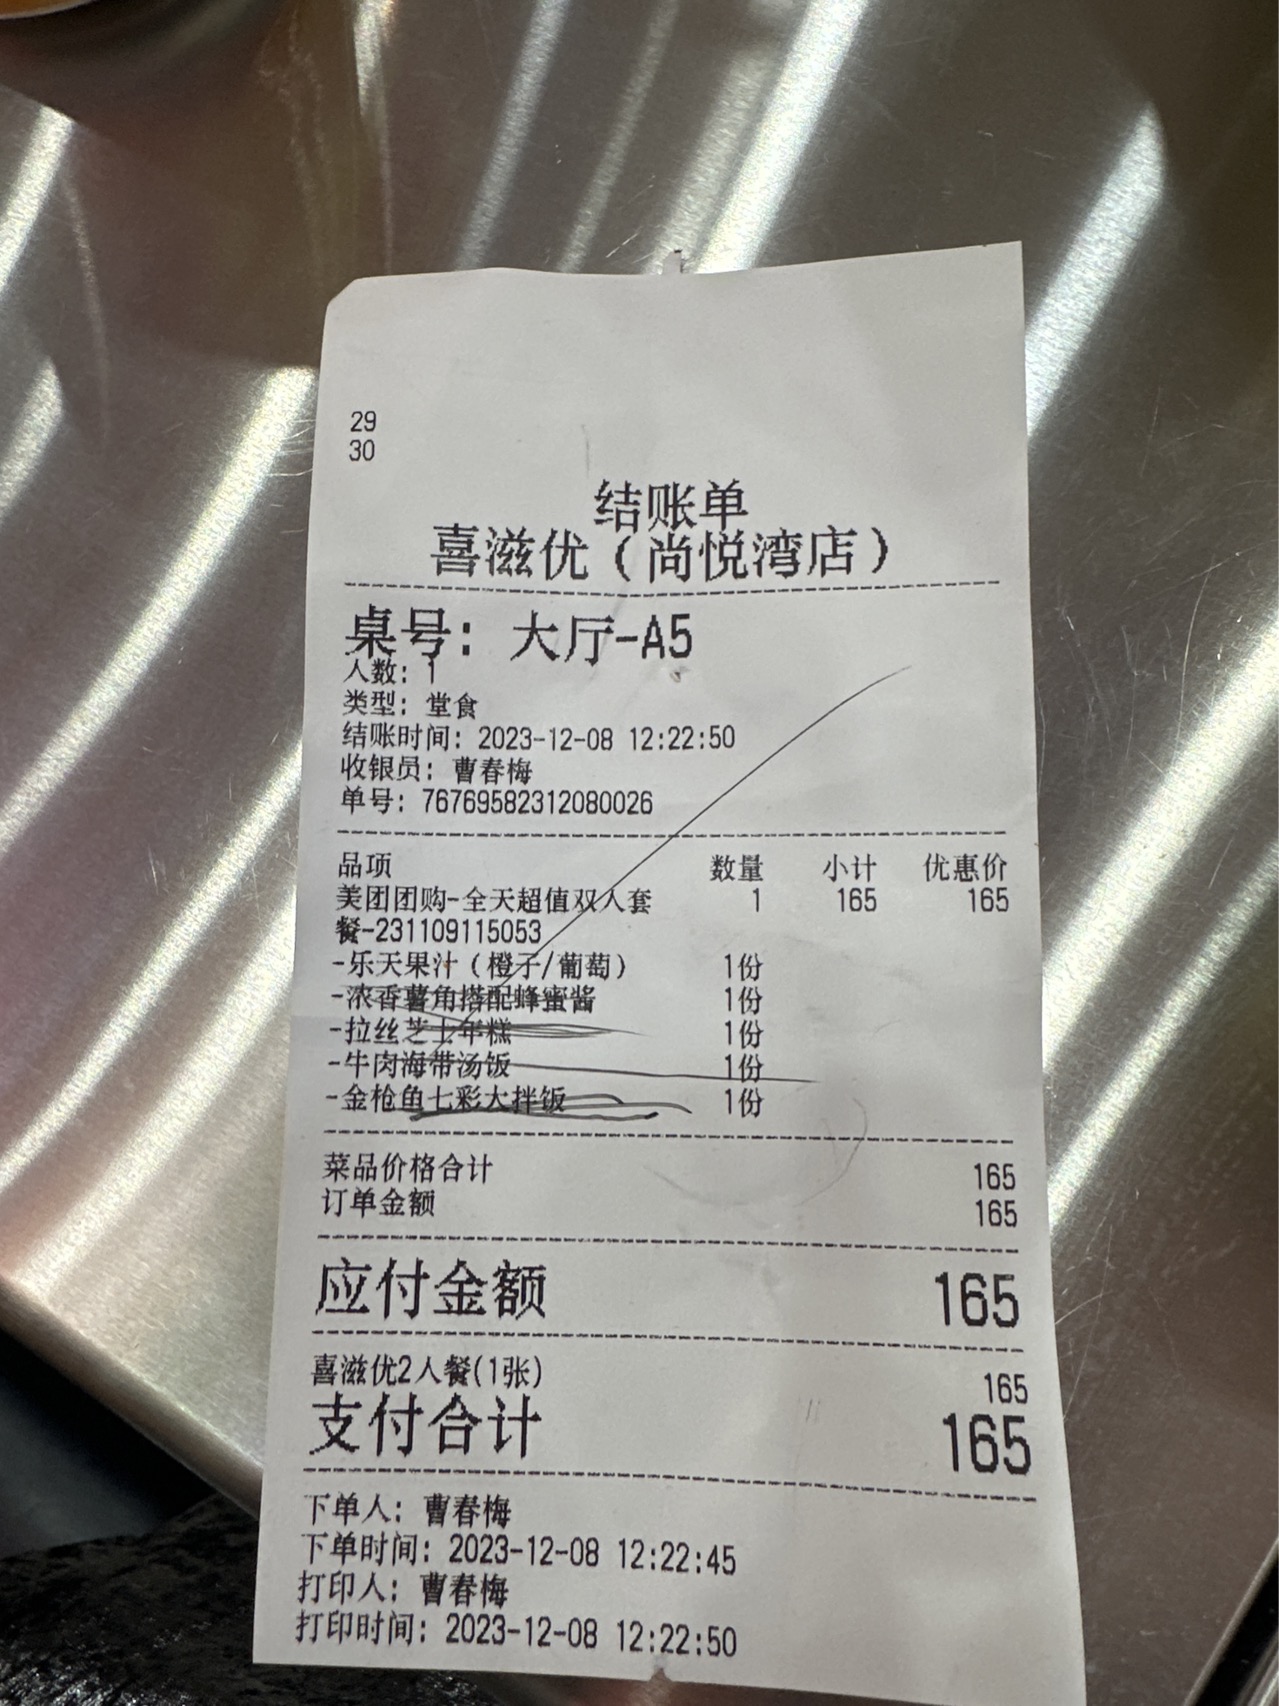 29
30
结账单
喜滋优（尚悦湾店）
桌号：大厅-A5
人数：1
类型：堂食
结账时间：2023-12-08 12:22:50
收银员：曹春梅
单号：76769582312080026
品项 数量 小计 优惠价
美团团购-全天超值双人套 1 165 165
餐-231109115053
-乐天果汁（橙子/葡萄） 1份
-浓香薯角搭配蜂蜜酱 1份
-拉丝芝士年糕 1份
-牛肉海带汤饭 1份
-金枪鱼七彩大拌饭 1份
菜品价格合计 165
订单金额 165
应付金额 165
喜滋优2人餐(1张) 165
支付合计 165
下单人：曹春梅
下单时间：2023-12-08 12:22:45
打印人：曹春梅
打印时间：2023-12-08 12:22:50